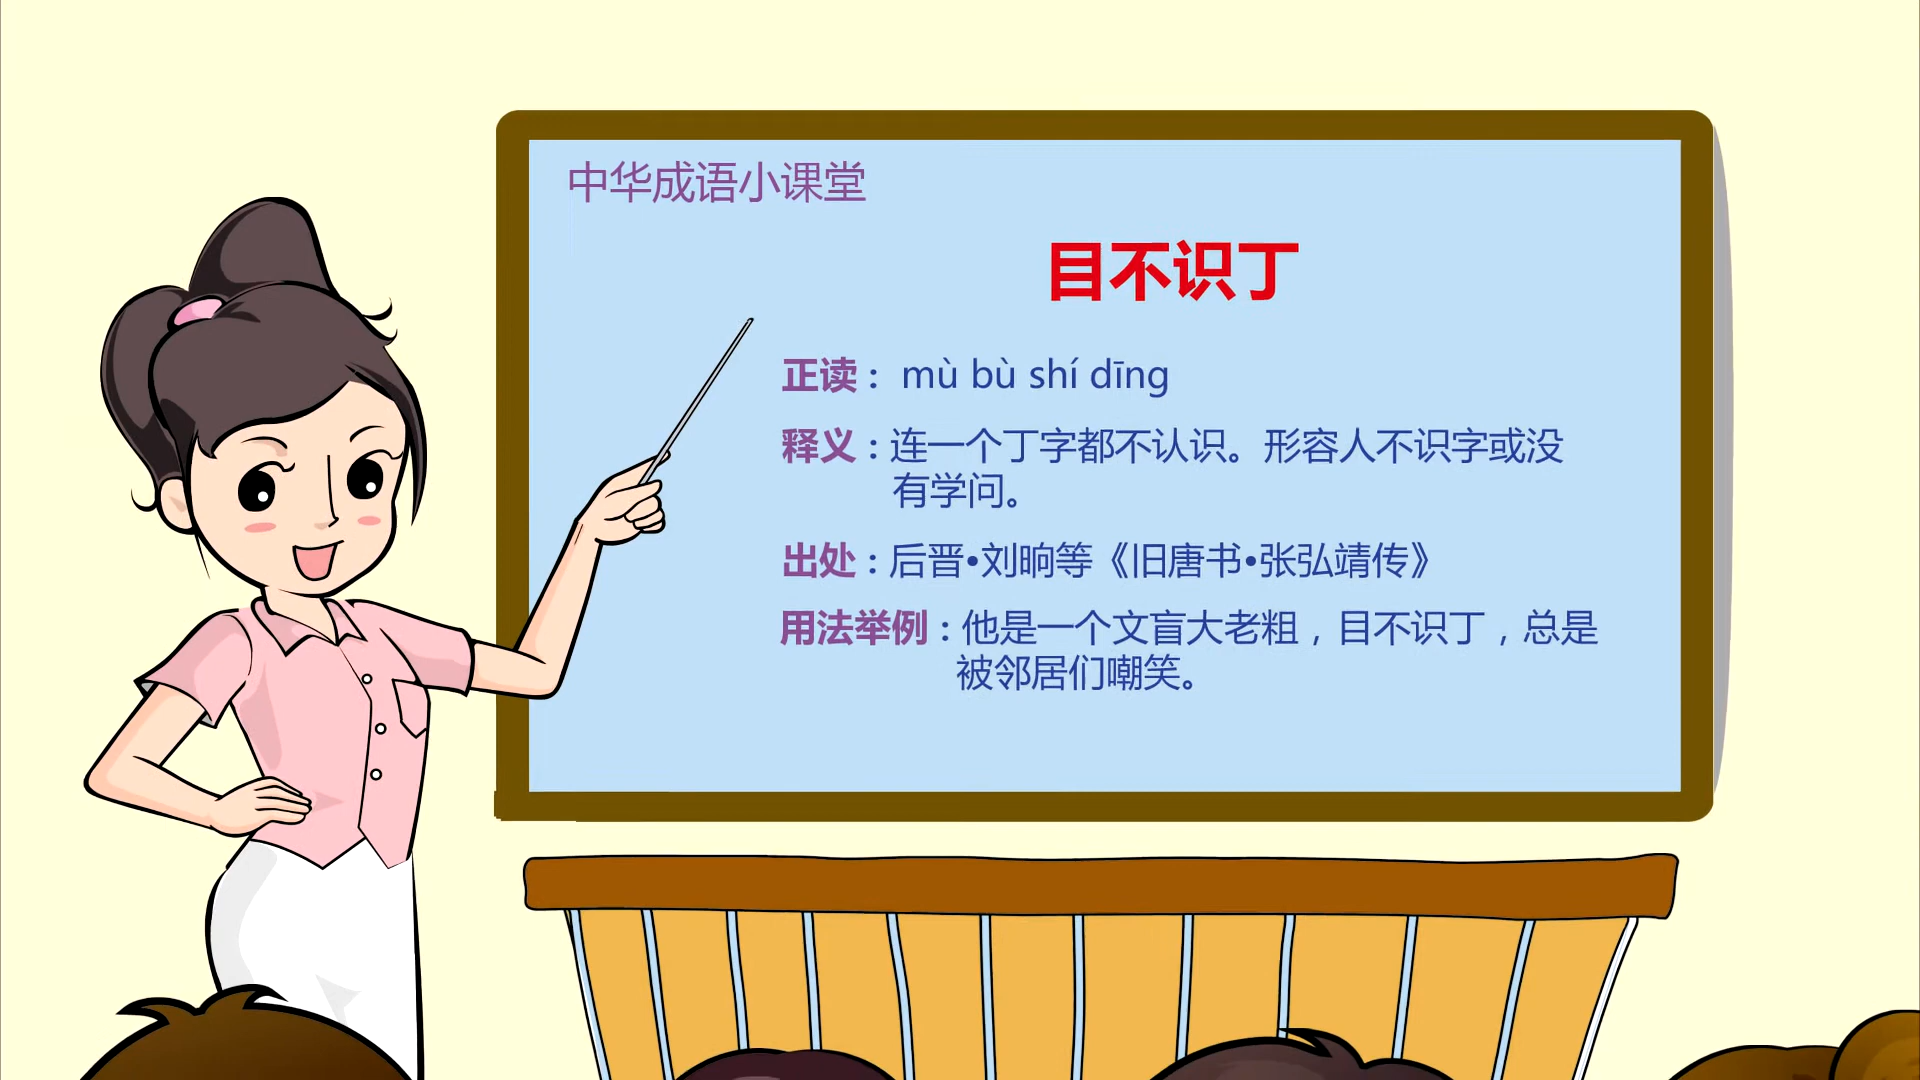 中华成语小课堂
目不识丁
正读： mù bù shí dīng
释义：连一个丁字都不认识。形容人不识字或没
有学问。
出处：后晋•刘晌等《旧唐书•张弘靖传》
用法举例：他是一个文盲大老粗，目不识丁，总是
被邻居们嘲笑。